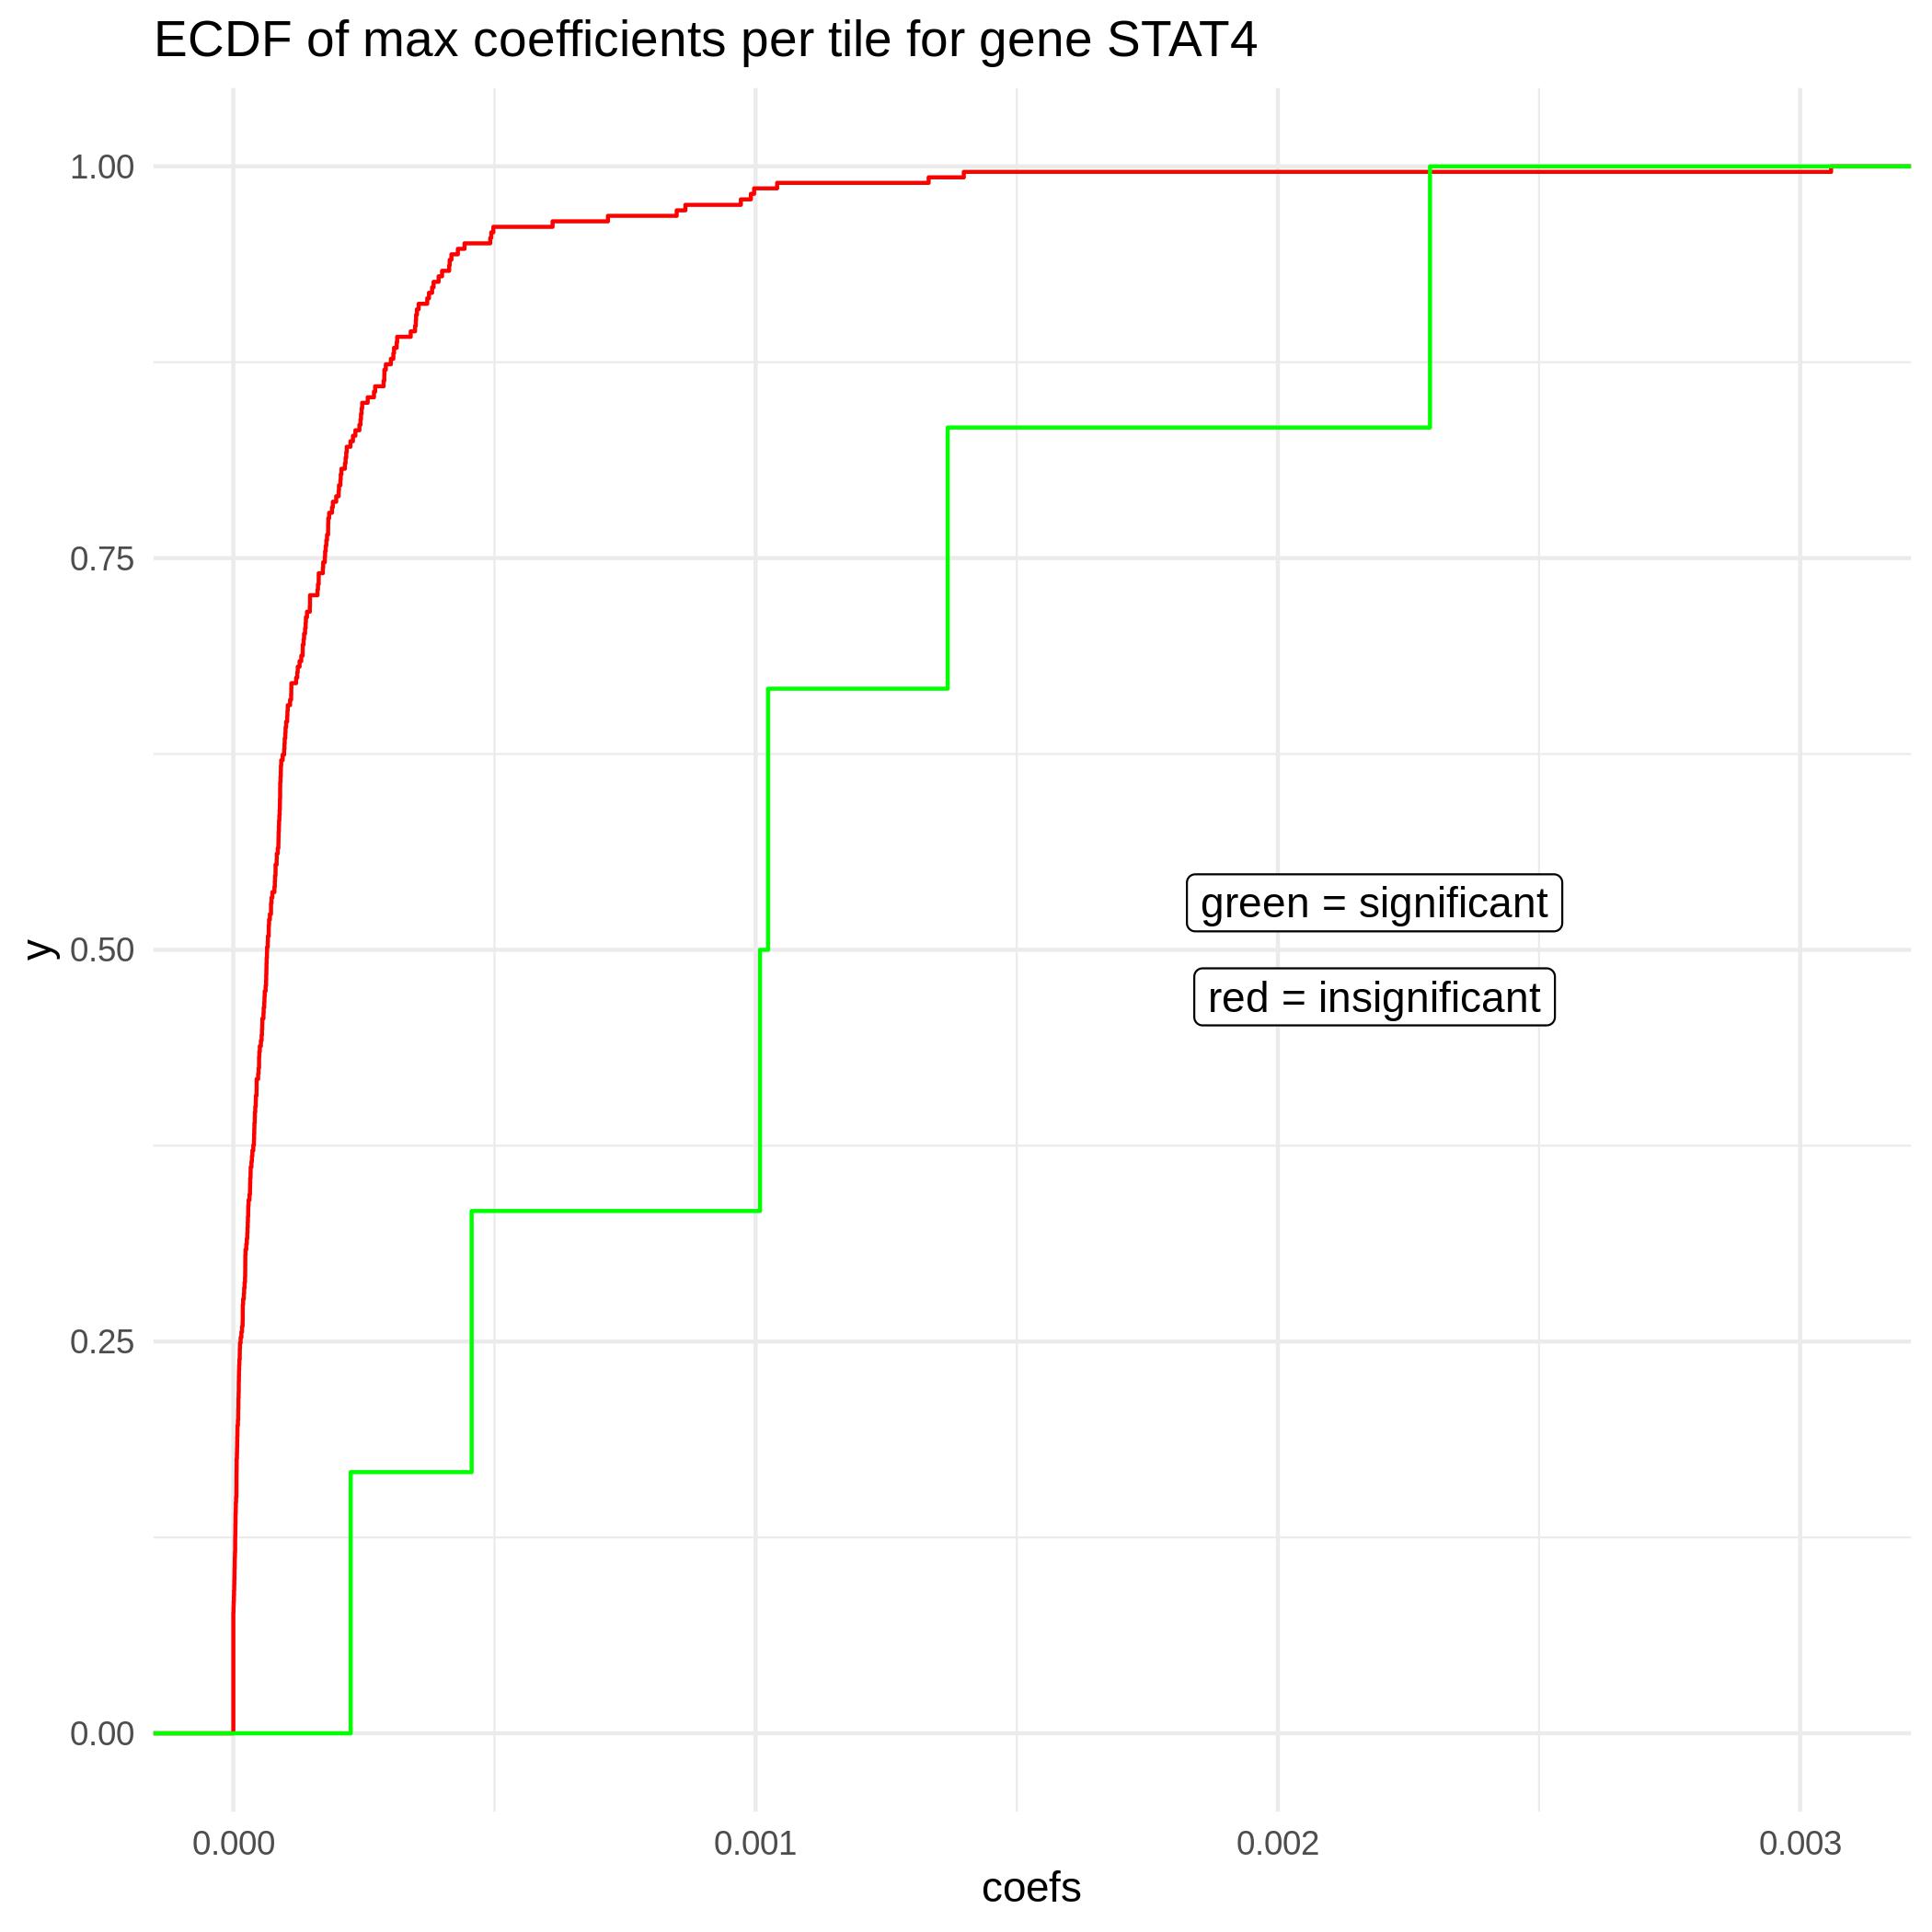 ECDF of max coefficients per tile for gene STAT4
1.00
0.75
0.50
0.25
0.00
y
green = significant
red = insignificant
0.000 0.001 0.002 0.003
coefs